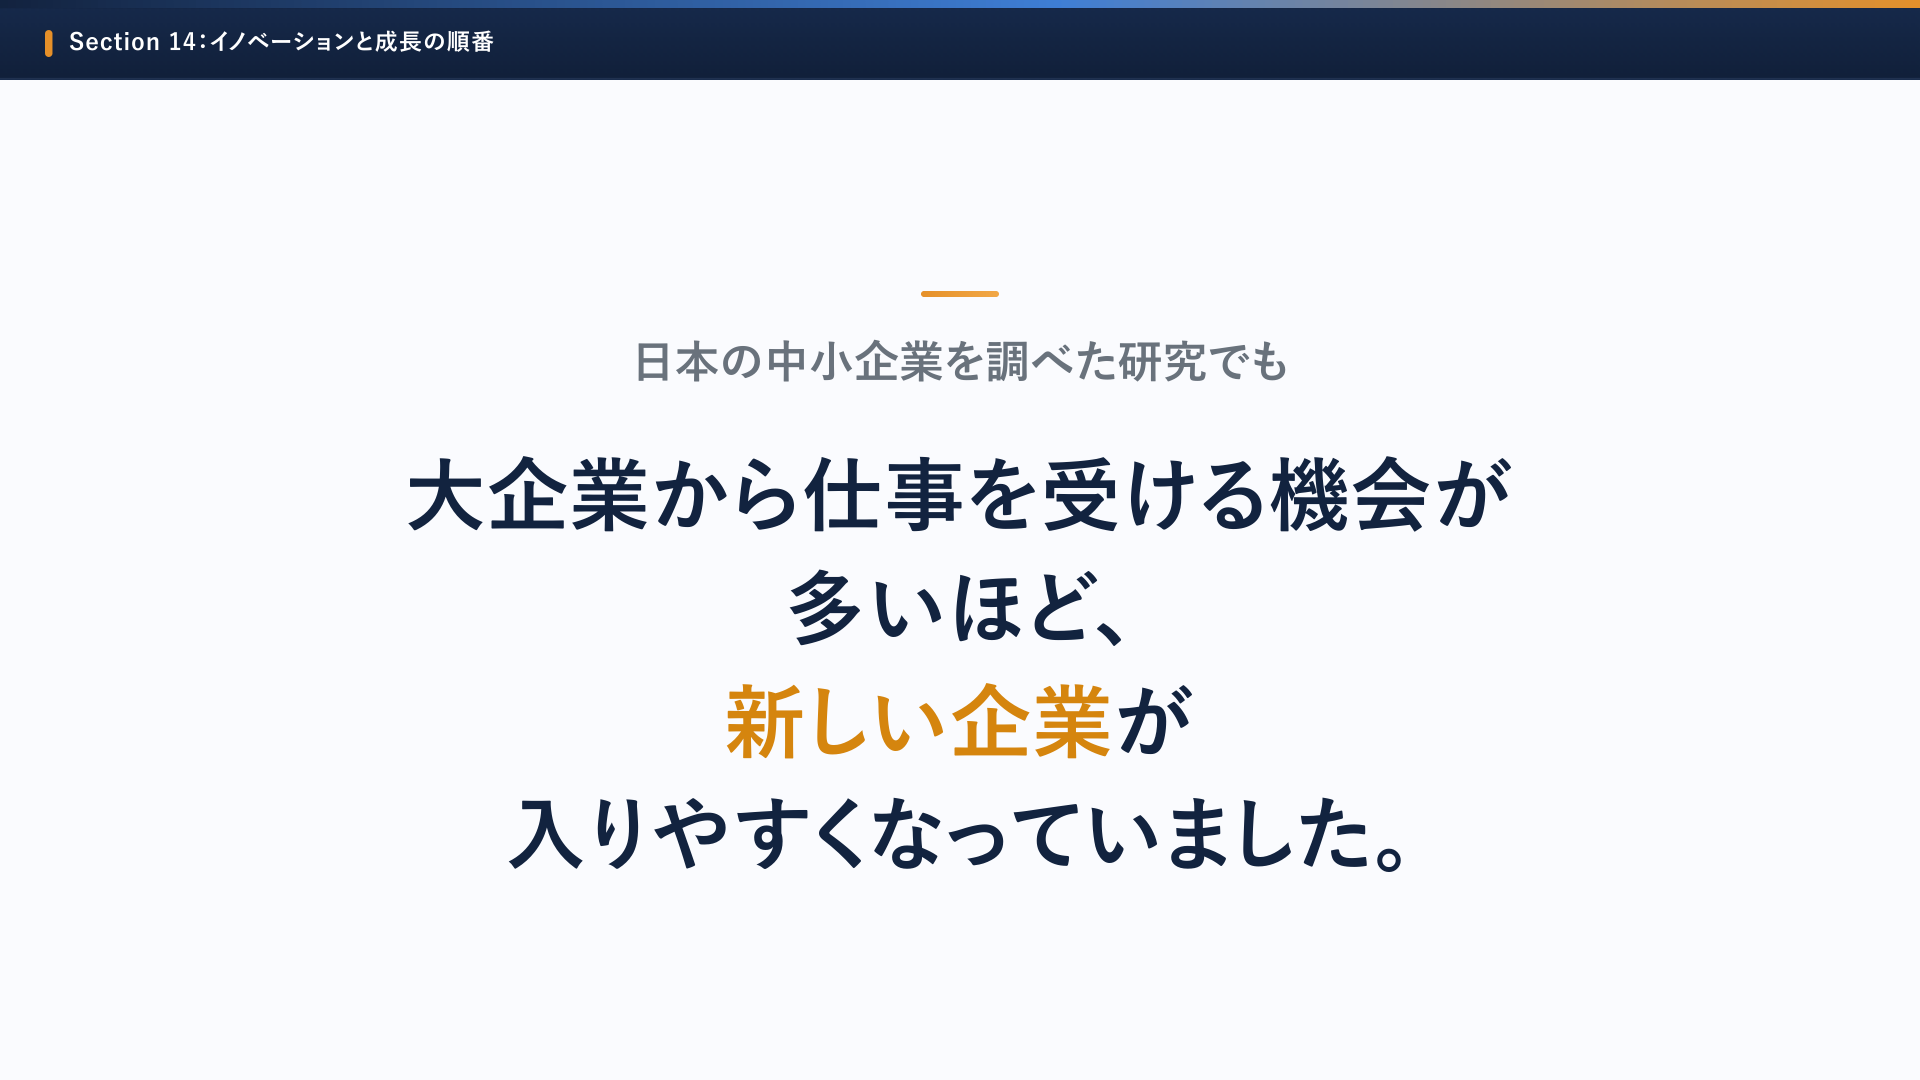 Section 14：イノベーションと成長の順番
日本の中小企業を調べた研究でも
大企業から仕事を受ける機会が
多いほど、
新しい企業が
入りやすくなっていました。